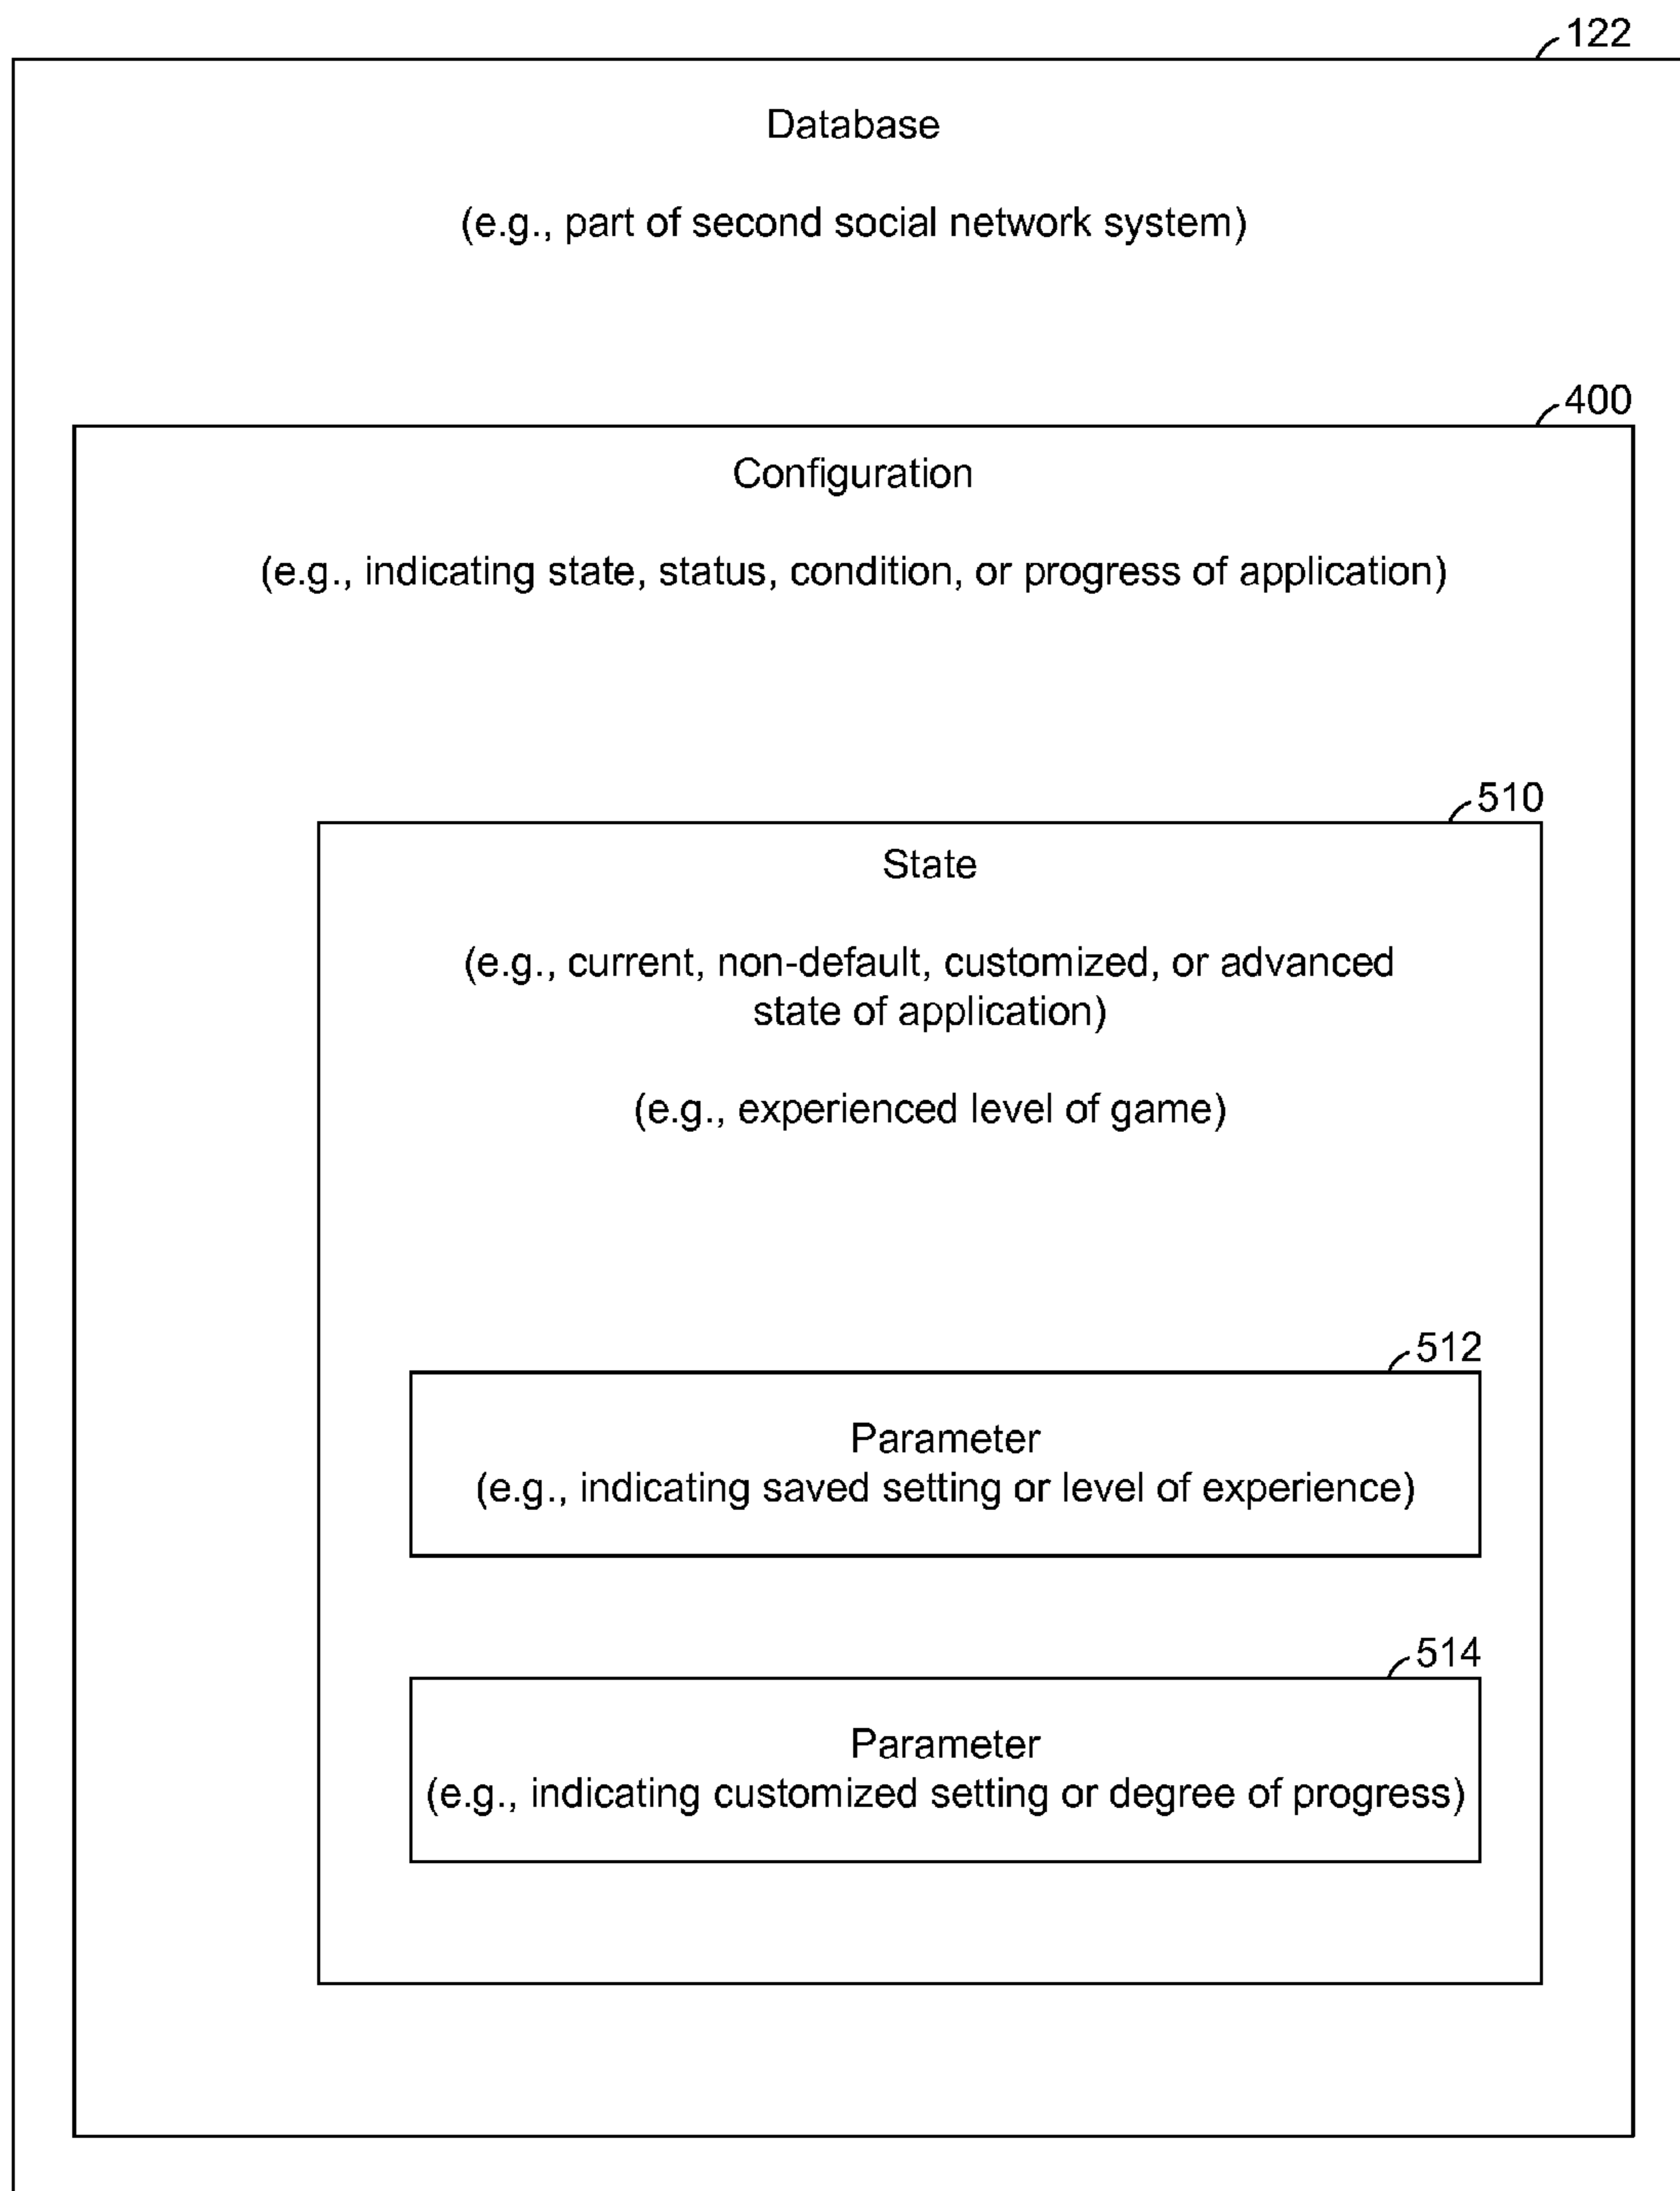 122
Database
(e.g., part of second social network system)
400
Configuration
(e.g., indicating state, status, condition, or progress of application)
510
State
(e.g., current, non-default, customized, or advanced
state of application)
(e.g., experienced level of game)
512
Parameter
(e.g., indicating saved setting or level of experience)
514
Parameter
(e.g., indicating customized setting or degree of progress)